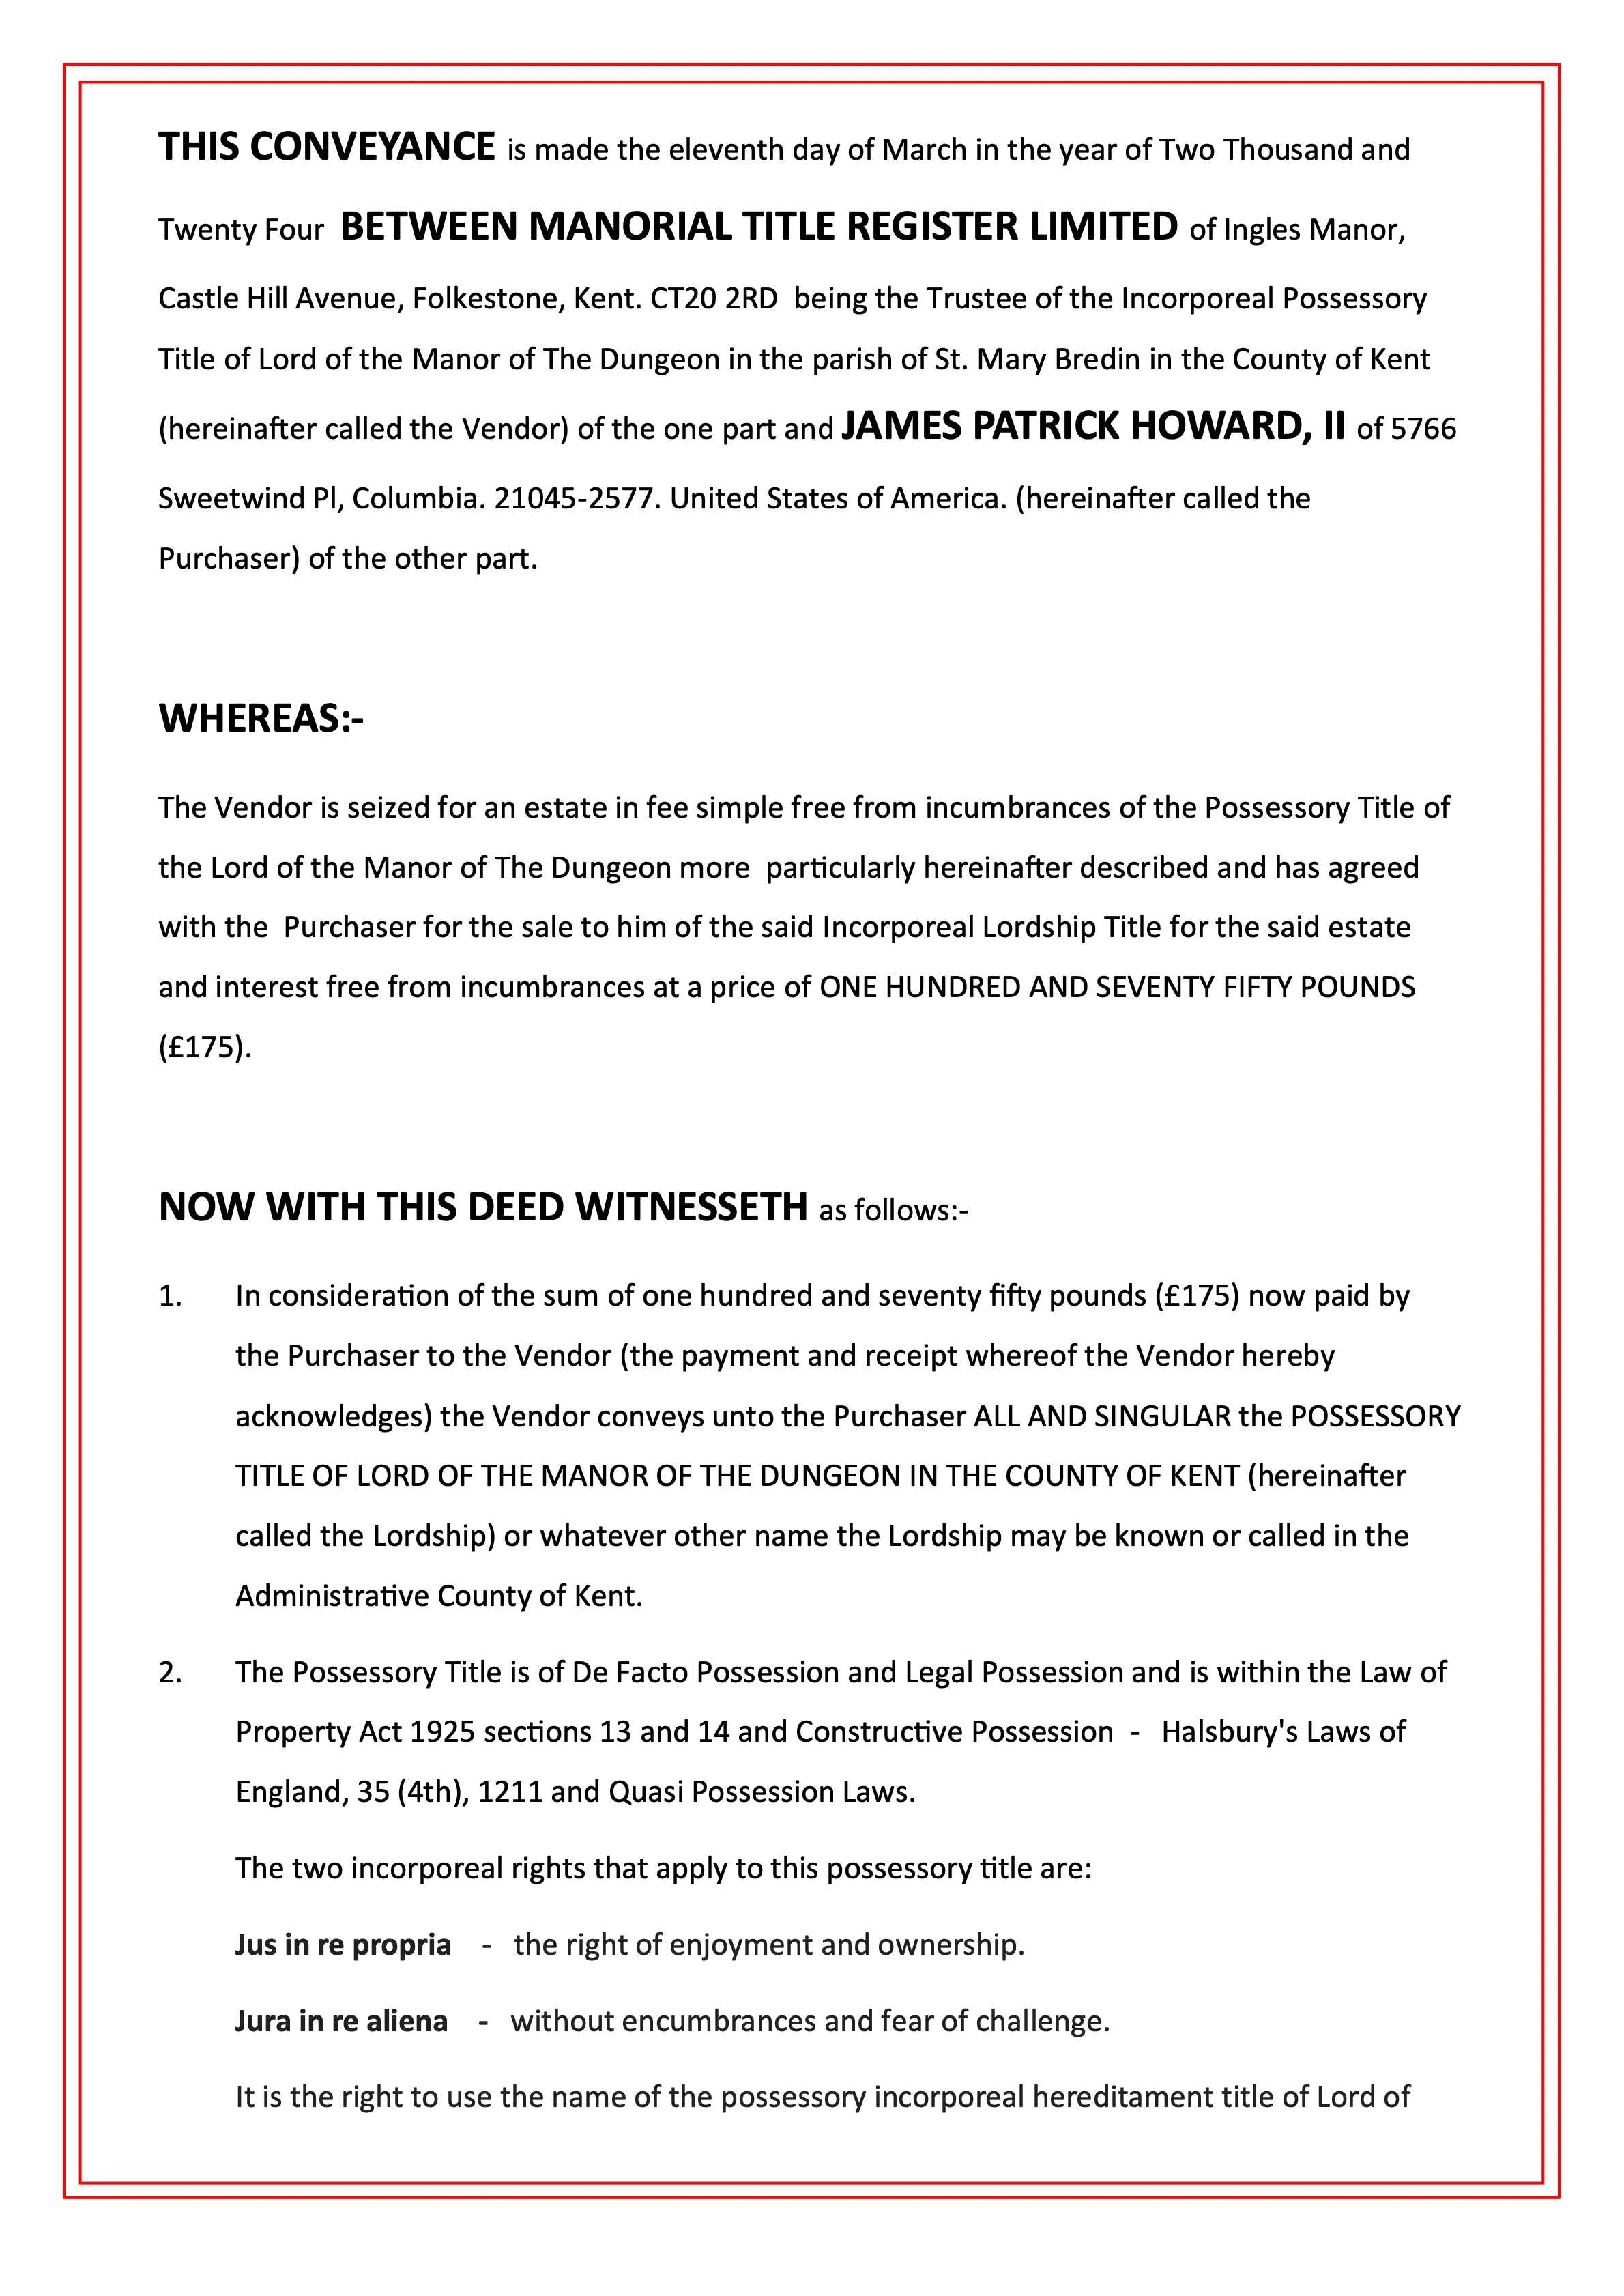 THIS CONVEYANCE is made the eleventh day of March in the year of Two Thousand and
Twenty Four BETWEEN MANORIAL TITLE REGISTER LIMITED of Ingles Manor,
Castle Hill Avenue, Folkestone, Kent. CT20 2RD being the Trustee of the Incorporeal Possessory
Title of Lord of the Manor of The Dungeon in the parish of St. Mary Bredin in the County of Kent
(hereinafter called the Vendor) of the one part and JAMES PATRICK HOWARD, II of 5766
Sweetwind Pl, Columbia. 21045-2577. United States of America. (hereinafter called the
Purchaser) of the other part.
WHEREAS:-
The Vendor is seized for an estate in fee simple free from incumbrances of the Possessory Title of
the Lord of the Manor of The Dungeon more particularly hereinafter described and has agreed
with the Purchaser for the sale to him of the said Incorporeal Lordship Title for the said estate
and interest free from incumbrances at a price of ONE HUNDRED AND SEVENTY FIFTY POUNDS
(£175).
NOW WITH THIS DEED WITNESSETH as follows:-
1. In consideration of the sum of one hundred and seventy fifty pounds (£175) now paid by
the Purchaser to the Vendor (the payment and receipt whereof the Vendor hereby
acknowledges) the Vendor conveys unto the Purchaser ALL AND SINGULAR the POSSESSORY
TITLE OF LORD OF THE MANOR OF THE DUNGEON IN THE COUNTY OF KENT (hereinafter
called the Lordship) or whatever other name the Lordship may be known or called in the
Administrative County of Kent.
2. The Possessory Title is of De Facto Possession and Legal Possession and is within the Law of
Property Act 1925 sections 13 and 14 and Constructive Possession - Halsbury's Laws of
England, 35 (4th), 1211 and Quasi Possession Laws.
The two incorporeal rights that apply to this possessory title are:
Jus in re propria - the right of enjoyment and ownership.
Jura in re aliena - without encumbrances and fear of challenge.
It is the right to use the name of the possessory incorporeal hereditament title of Lord of